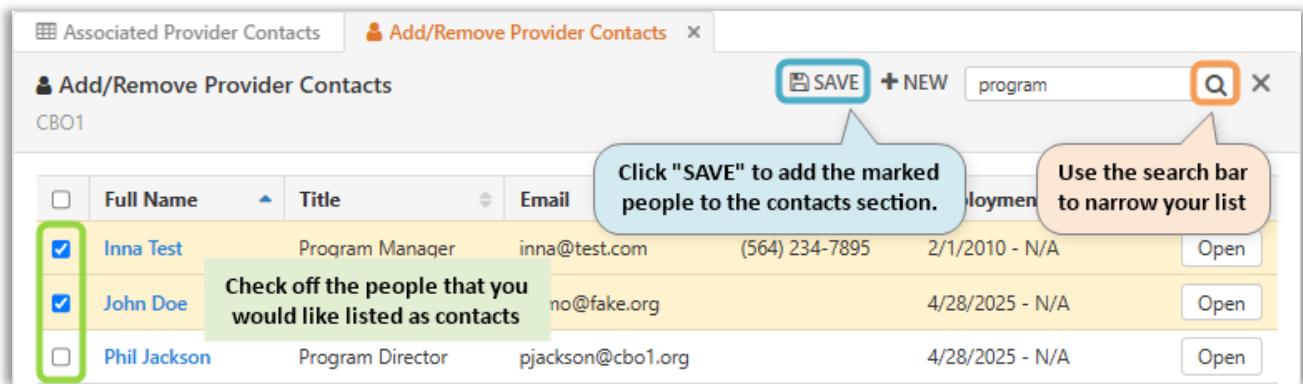 Associated Provider Contacts Add/Remove Provider Contacts ×
Add/Remove Provider Contacts SAVE + NEW program ×
CBO1
Click "SAVE" to add the marked
people to the contacts section.
Use the search bar
to narrow your list
Full Name Title Email
Inna Test Program Manager inna@test.com (564) 234-7895 2/1/2010 - N/A Open
Check off the people that you
would like listed as contacts
John Doe mo@fake.org 4/28/2025 - N/A Open
Phil Jackson Program Director pjackson@cbo1.org 4/28/2025 - N/A Open